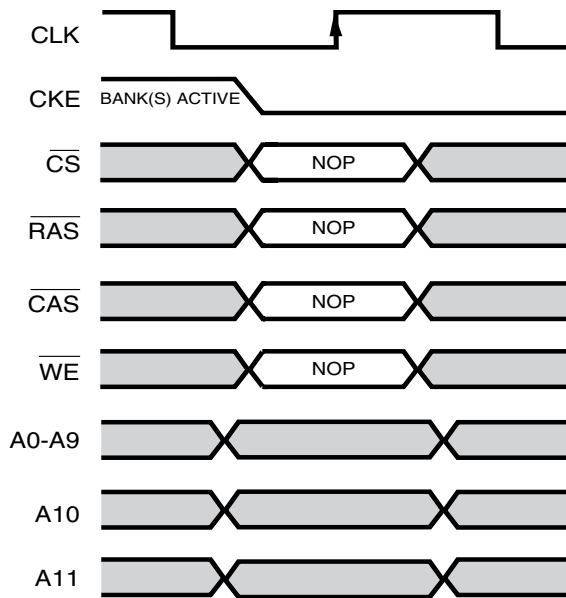 CLK
CKE BANK(S) ACTIVE
CS NOP
RAS NOP
CAS NOP
WE NOP
A0-A9
A10
A11